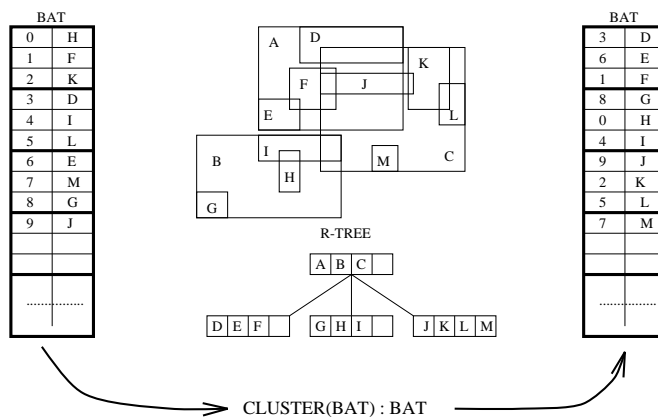 BAT
0 H
1 F
2 K
3 D
4 I
5 L
6 E
7 M
8 G
9 J
....................
A
D
K
F
J
E
L
B
I
H
M
C
G
R-TREE
A B C
D E F
G H I
J K L M
BAT
3 D
6 E
1 F
8 G
0 H
4 I
9 J
2 K
5 L
7 M
....................
CLUSTER(BAT) : BAT